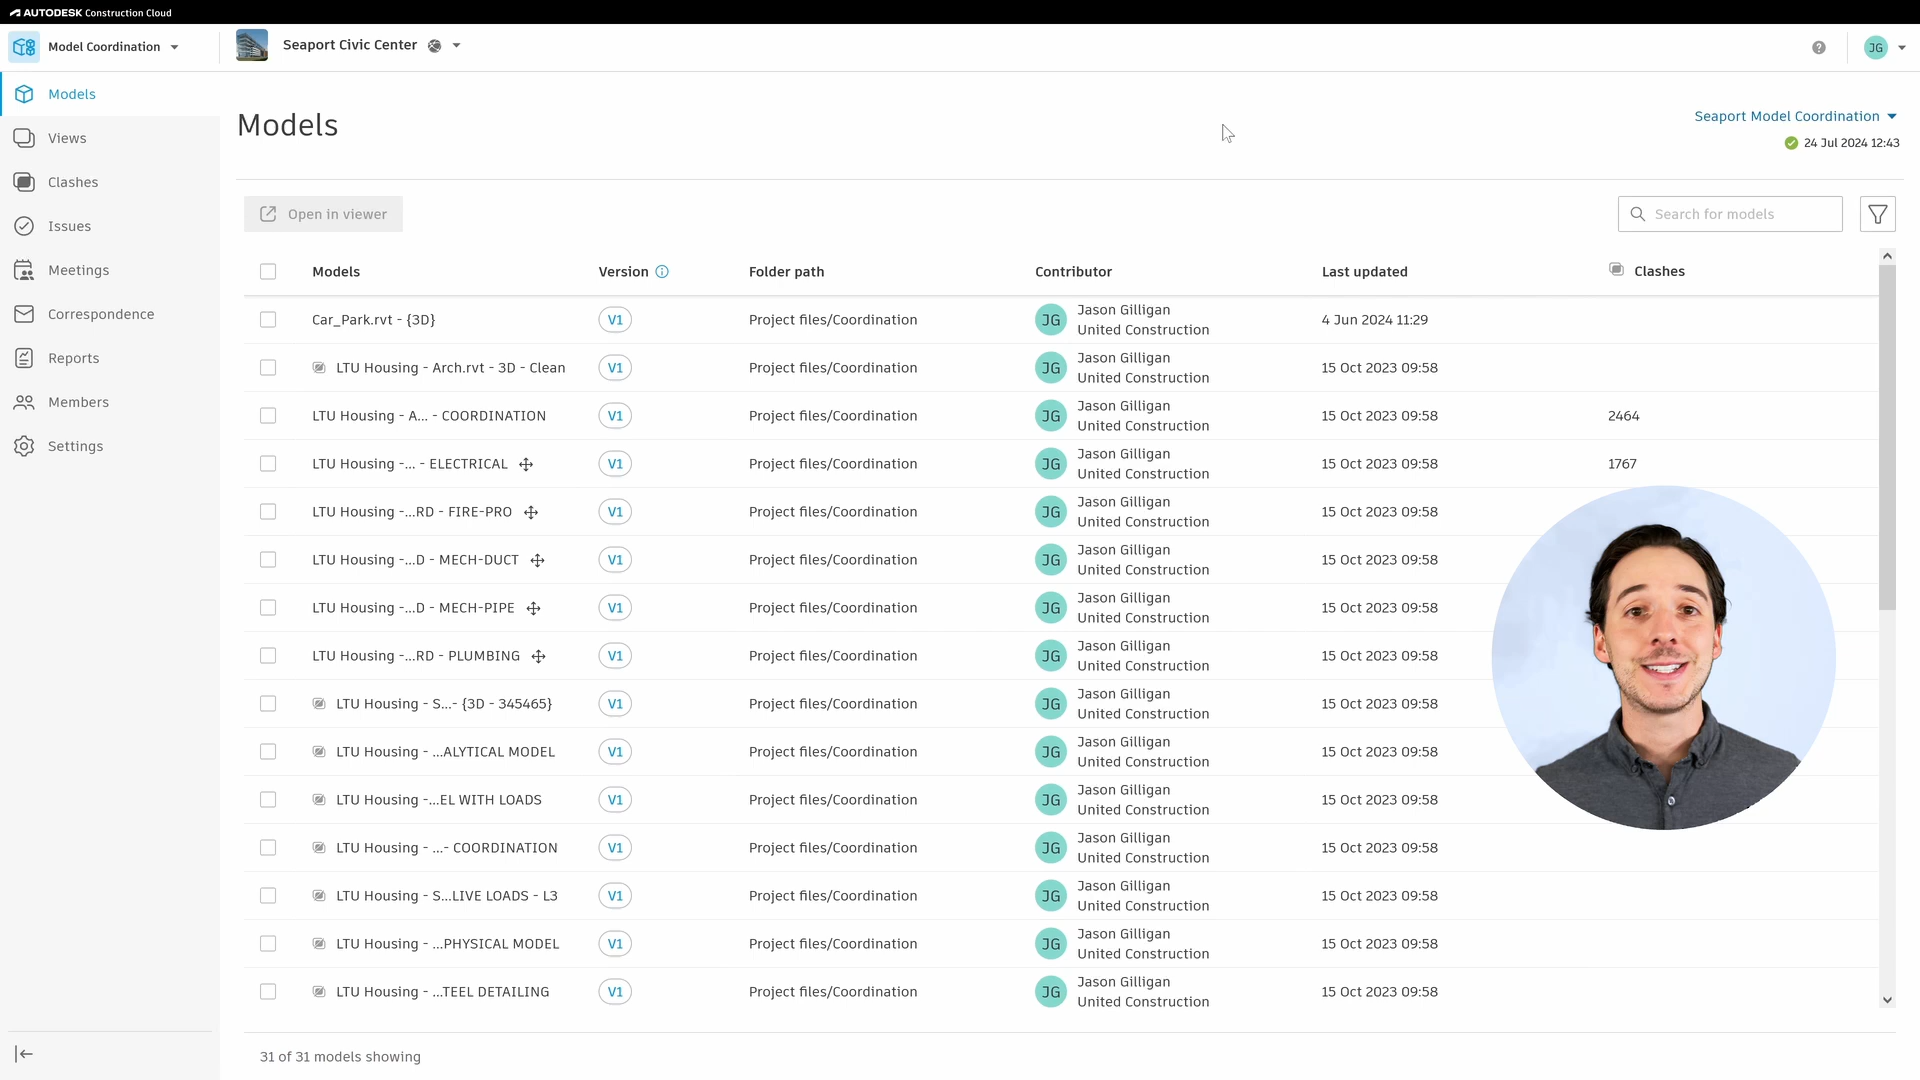 AUTODESK Construction Cloud
Model Coordination
Seaport Civic Center
JG
Models
Views
Clashes
Issues
Meetings
Correspondence
Reports
Members
Settings
Models
Seaport Model Coordination
24 Jul 2024 12:43
Open in viewer
Search for models
Models Version Folder path Contributor Last updated Clashes
Car_Park.rvt - {3D} V1 Project files/Coordination JG Jason Gilligan United Construction 4 Jun 2024 11:29
LTU Housing - Arch.rvt - 3D - Clean V1 Project files/Coordination JG Jason Gilligan United Construction 15 Oct 2023 09:58
LTU Housing - A... - COORDINATION V1 Project files/Coordination JG Jason Gilligan United Construction 15 Oct 2023 09:58 2464
LTU Housing -... - ELECTRICAL V1 Project files/Coordination JG Jason Gilligan United Construction 15 Oct 2023 09:58 1767
LTU Housing -...RD - FIRE-PRO V1 Project files/Coordination JG Jason Gilligan United Construction 15 Oct 2023 09:58
LTU Housing -...D - MECH-DUCT V1 Project files/Coordination JG Jason Gilligan United Construction 15 Oct 2023 09:58
LTU Housing -...D - MECH-PIPE V1 Project files/Coordination JG Jason Gilligan United Construction 15 Oct 2023 09:58
LTU Housing -...RD - PLUMBING V1 Project files/Coordination JG Jason Gilligan United Construction 15 Oct 2023 09:58
LTU Housing - S...- {3D - 345465} V1 Project files/Coordination JG Jason Gilligan United Construction 15 Oct 2023 09:58
LTU Housing - ...ALYTICAL MODEL V1 Project files/Coordination JG Jason Gilligan United Construction 15 Oct 2023 09:58
LTU Housing -...EL WITH LOADS V1 Project files/Coordination JG Jason Gilligan United Construction 15 Oct 2023 09:58
LTU Housing - ...- COORDINATION V1 Project files/Coordination JG Jason Gilligan United Construction 15 Oct 2023 09:58
LTU Housing - S...LIVE LOADS - L3 V1 Project files/Coordination JG Jason Gilligan United Construction 15 Oct 2023 09:58
LTU Housing - ...PHYSICAL MODEL V1 Project files/Coordination JG Jason Gilligan United Construction 15 Oct 2023 09:58
LTU Housing - ...TEEL DETAILING V1 Project files/Coordination JG Jason Gilligan United Construction 15 Oct 2023 09:58
31 of 31 models showing